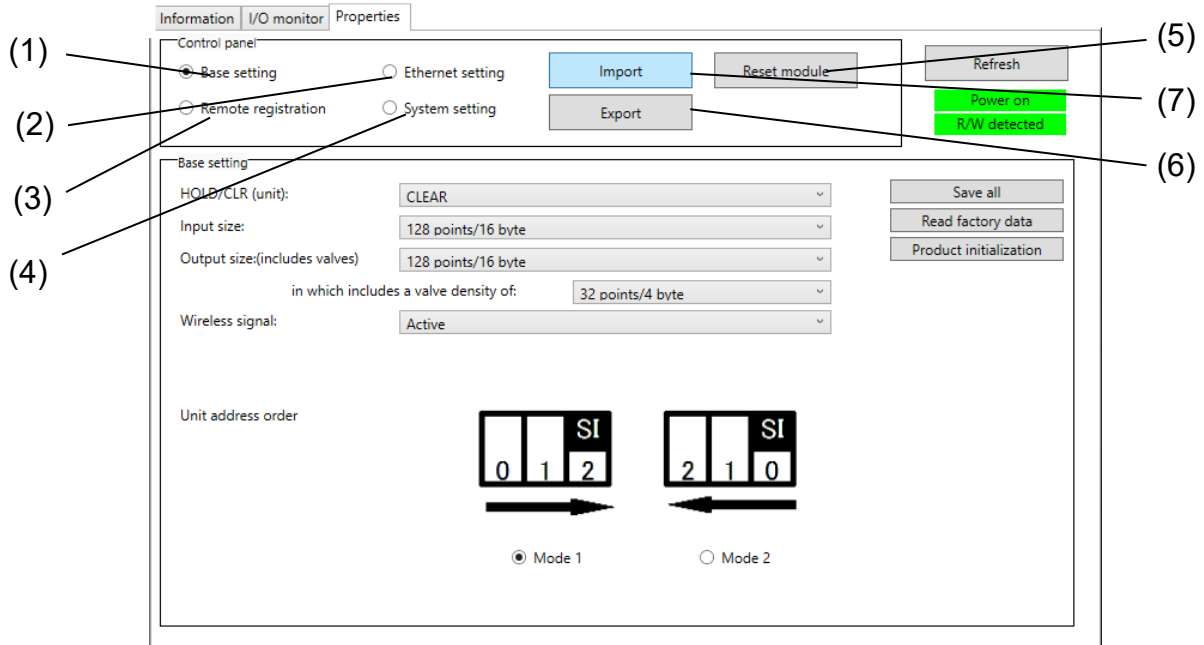 Information I/O monitor Properties
Control panel
(1) Base setting Ethernet setting Import Reset module Refresh (5)
(2) Remote registration System setting Export Power on (7)
R/W detected
(3) Base setting (6)
HOLD/CLR (unit): CLEAR Save all
Input size: 128 points/16 byte Read factory data
(4) Output size:(includes valves) 128 points/16 byte Product initialization
in which includes a valve density of: 32 points/4 byte
Wireless signal: Active
Unit address order
SI SI
0 1 2 2 1 0
Mode 1 Mode 2